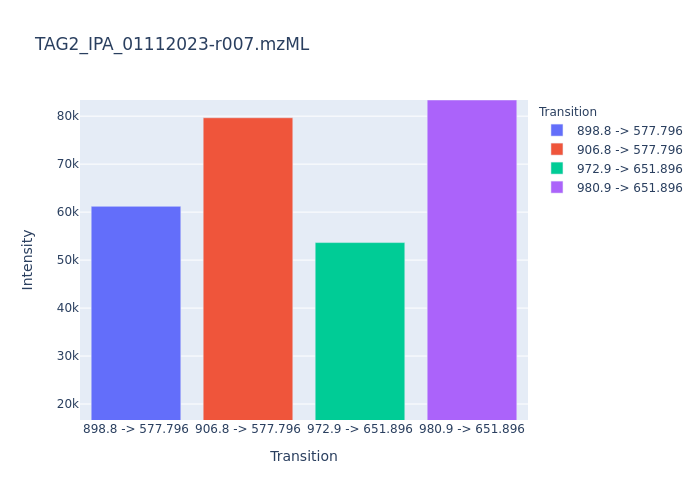 TAG2_IPA_01112023-r007.mzML
Transition
898.8 -> 577.796
906.8 -> 577.796
972.9 -> 651.896
980.9 -> 651.896
80k
70k
60k
50k
40k
30k
20k
Intensity
898.8 -> 577.796 906.8 -> 577.796 972.9 -> 651.896 980.9 -> 651.896
Transition